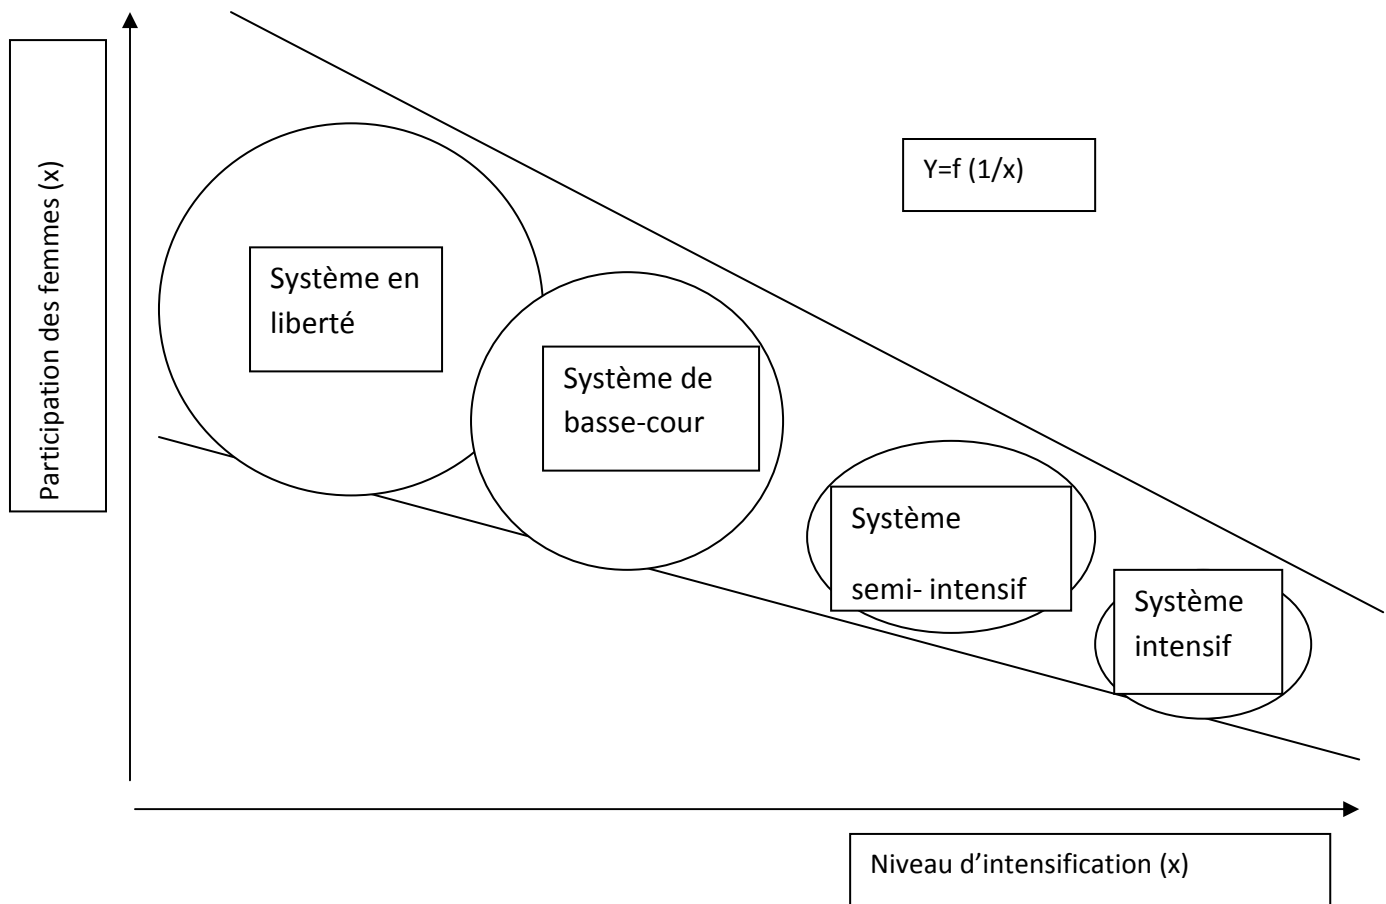 Participation des femmes (x)
Y=f (1/x)
Système en
liberté
Système de
basse-cour
Système
semi- intensif
Système
intensif
Niveau d’intensification (x)